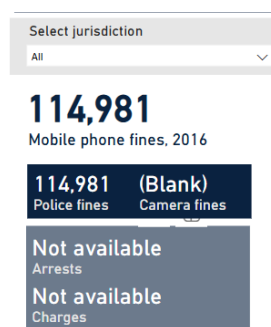 Select jurisdiction
All
114,981
Mobile phone fines, 2016
114,981 (Blank)
Police fines Camera fines
Not available
Arrests
Not available
Charges